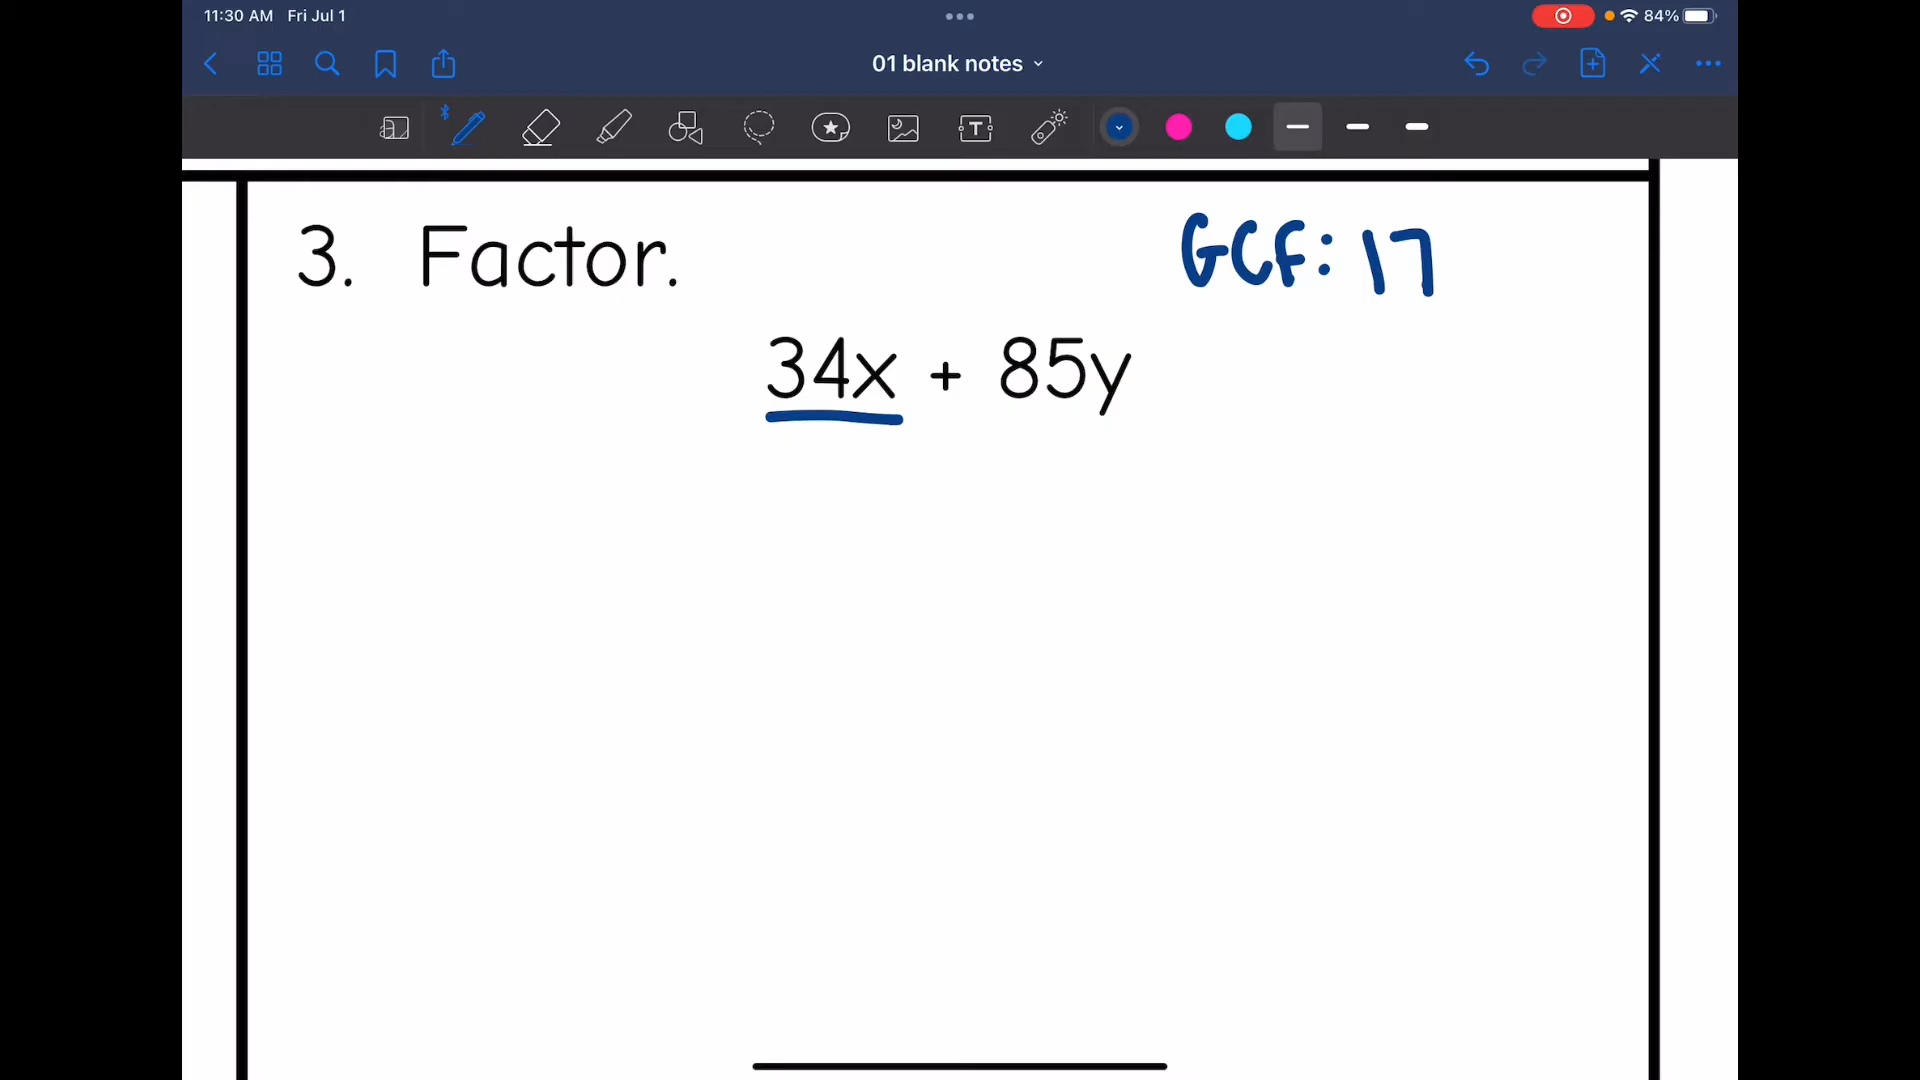 11:30 AM Fri Jul 1
84%
01 blank notes
T
3. Factor.
GCF: 17
34x + 85y